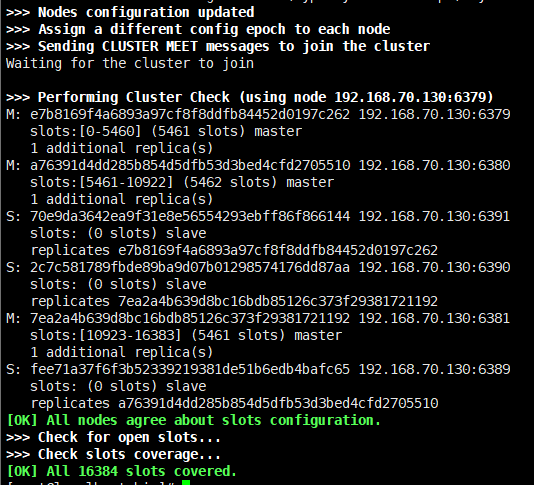 >>> Nodes configuration updated
>>> Assign a different config epoch to each node
>>> Sending CLUSTER MEET messages to join the cluster
Waiting for the cluster to join
>>> Performing Cluster Check (using node 192.168.70.130:6379)
M: e7b8169f4a6893a97cf8f8ddfb84452d0197c262 192.168.70.130:6379
slots:[0-5460] (5461 slots) master
1 additional replica(s)
M: a76391d4dd285b854d5dfb53d3bed4cfd2705510 192.168.70.130:6380
slots:[5461-10922] (5462 slots) master
1 additional replica(s)
S: 70e9da3642ea9f31e8e56554293ebff86f866144 192.168.70.130:6391
slots: (0 slots) slave
replicates e7b8169f4a6893a97cf8f8ddfb84452d0197c262
S: 2c7c581789fbde89ba9d07b01298574176dd87aa 192.168.70.130:6390
slots: (0 slots) slave
replicates 7ea2a4b639d8bc16bdb85126c373f29381721192
M: 7ea2a4b639d8bc16bdb85126c373f29381721192 192.168.70.130:6381
slots:[10923-16383] (5461 slots) master
1 additional replica(s)
S: fee71a37f6f3b52339219381de51b6edb4bafc65 192.168.70.130:6389
slots: (0 slots) slave
replicates a76391d4dd285b854d5dfb53d3bed4cfd2705510
[OK] All nodes agree about slots configuration.
>>> Check for open slots...
>>> Check slots coverage...
[OK] All 16384 slots covered.